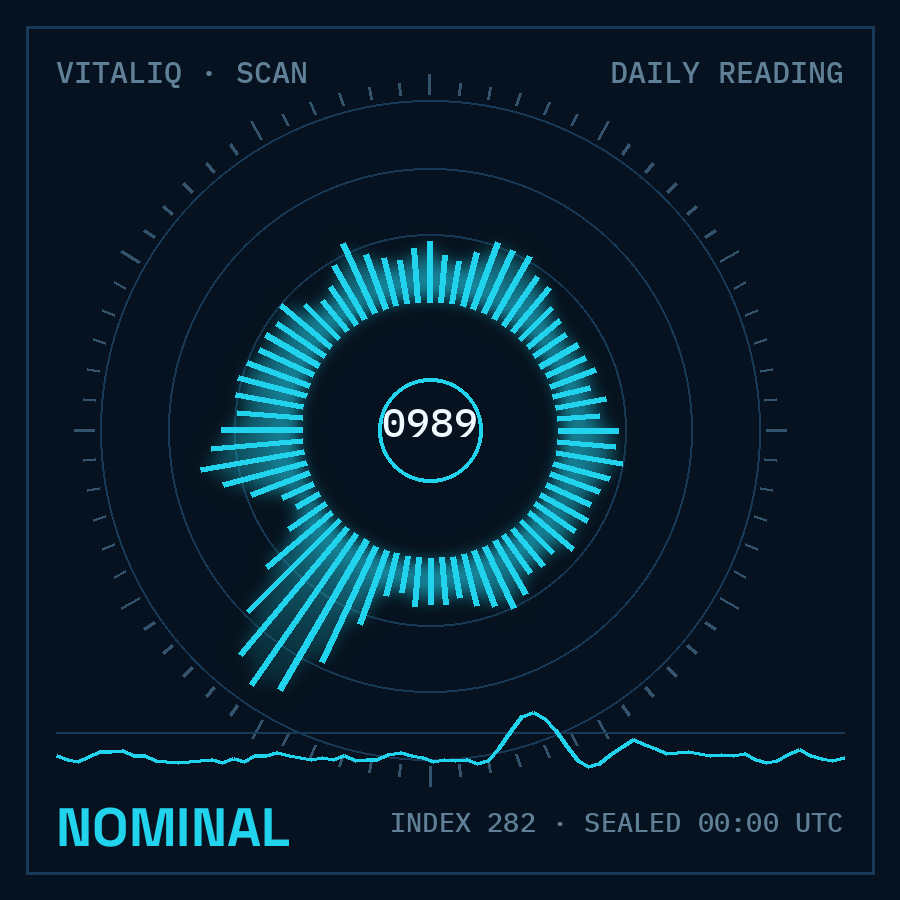 VITALIQ · SCAN
DAILY READING
0989
NOMINAL
INDEX 282 · SEALED 00:00 UTC